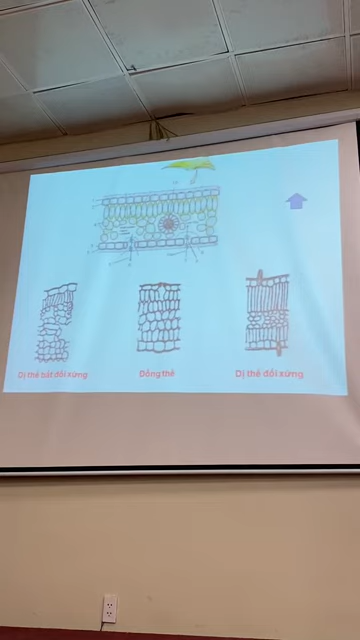 Dị thể bất đối xứng
Đồng thể
Dị thể đối xứng